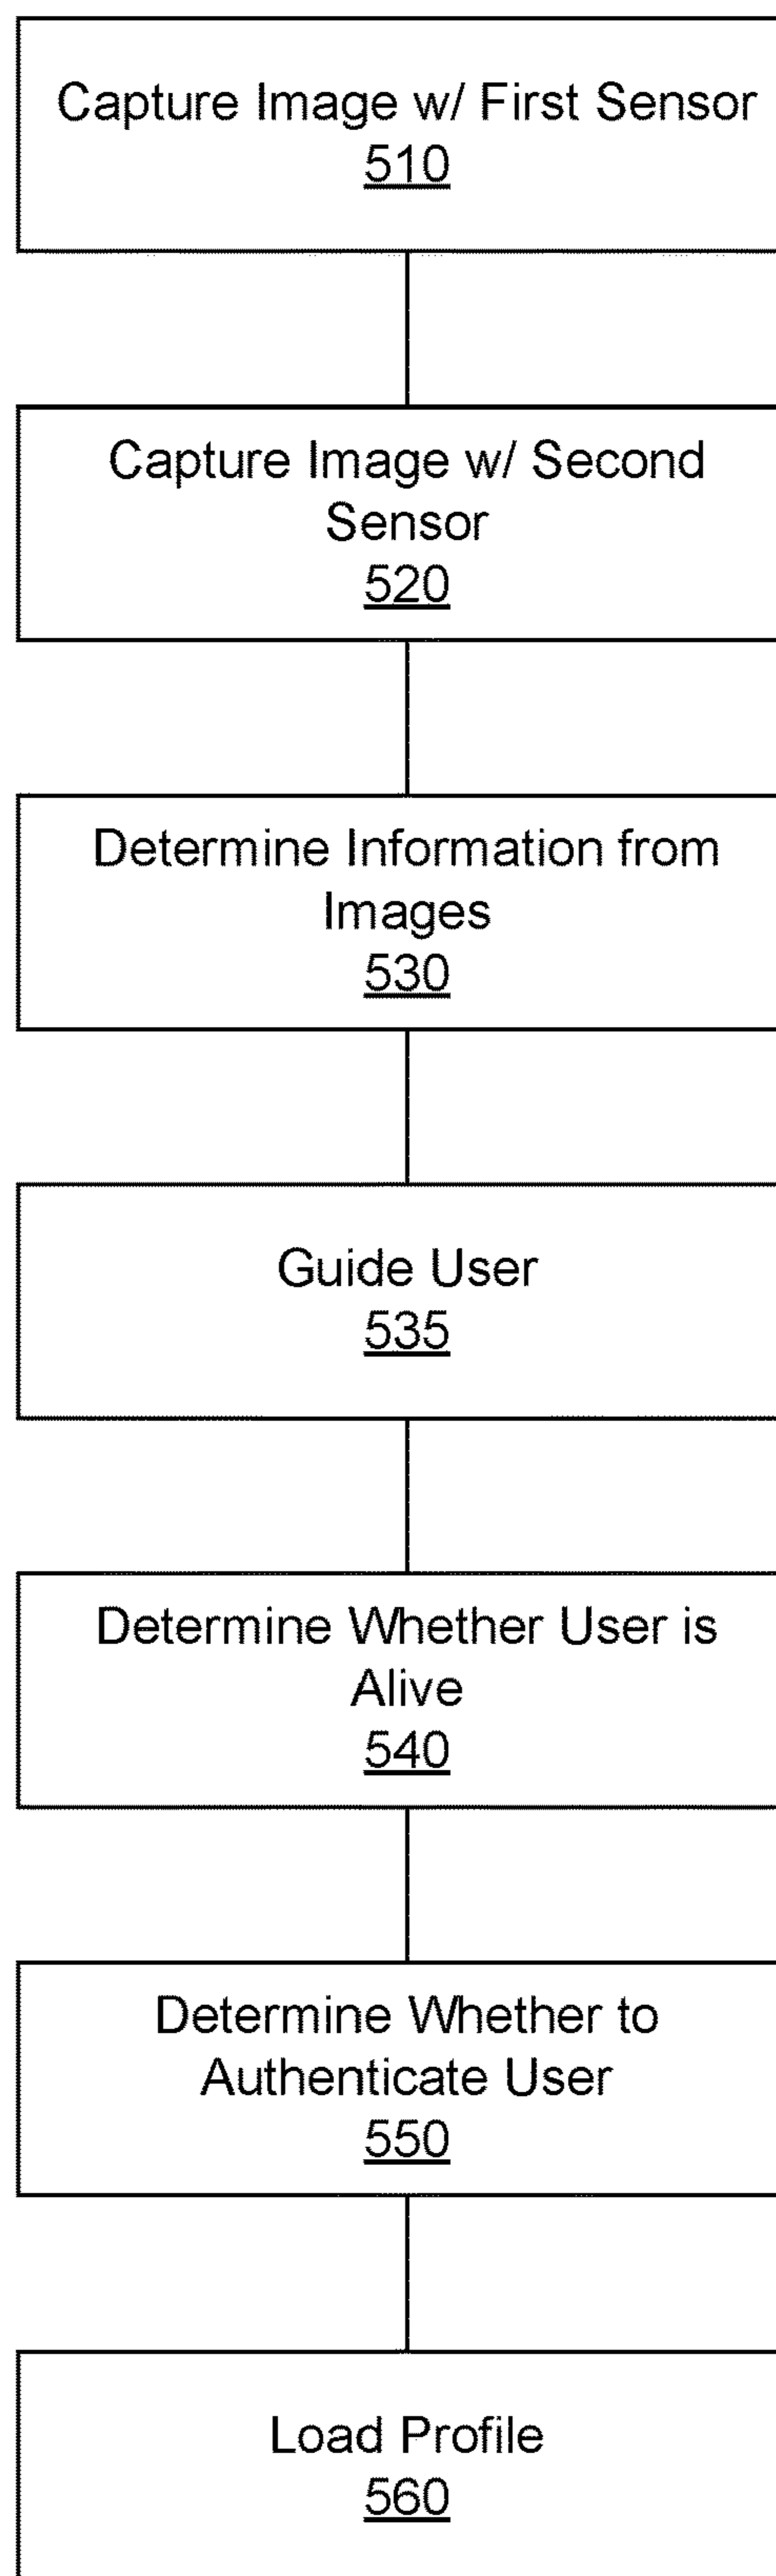 Capture Image w/ First Sensor
510
Capture Image w/ Second
Sensor
520
Determine Information from
Images
530
Guide User
535
Determine Whether User is
Alive
540
Determine Whether to
Authenticate User
550
Load Profile
560